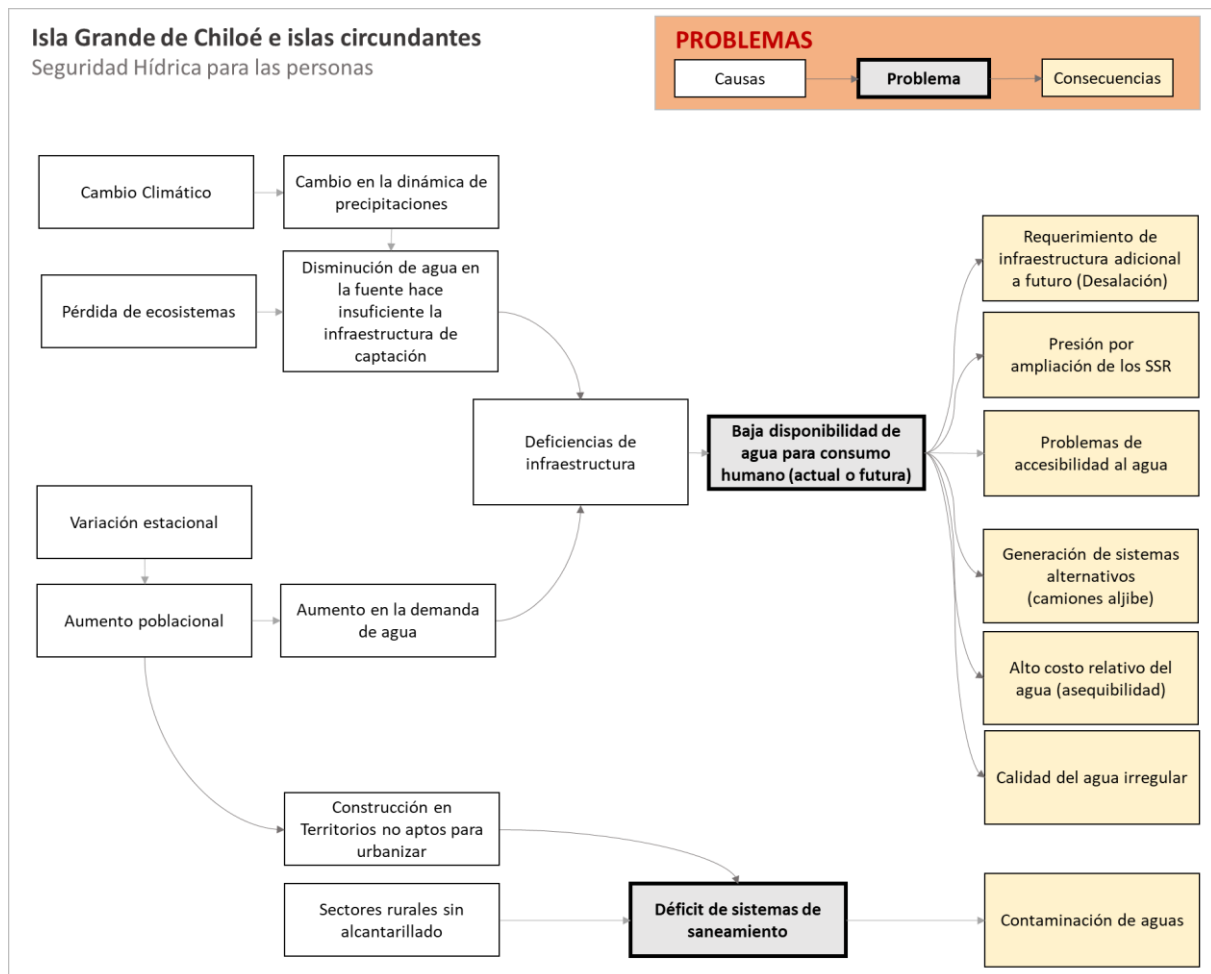 Isla Grande de Chiloé e islas circundantes
Seguridad Hídrica para las personas
PROBLEMAS
Causas
Problema
Consecuencias
Cambio Climático
Cambio en la dinámica de
precipitaciones
Pérdida de ecosistemas
Disminución de agua en
la fuente hace
insuficiente la
infraestructura de
captación
Deficiencias de
infraestructura
Baja disponibilidad de
agua para consumo
humano (actual o futura)
Variación estacional
Aumento poblacional
Aumento en la demanda
de agua
Requerimiento de
infraestructura adicional
a futuro (Desalación)
Presión por
ampliación de los SSR
Problemas de
accesibilidad al agua
Generación de sistemas
alternativos
(camiones aljibe)
Alto costo relativo del
agua (asequibilidad)
Calidad del agua irregular
Construcción en
Territorios no aptos para
urbanizar
Sectores rurales sin
alcantarillado
Déficit de sistemas de
saneamiento
Contaminación de aguas